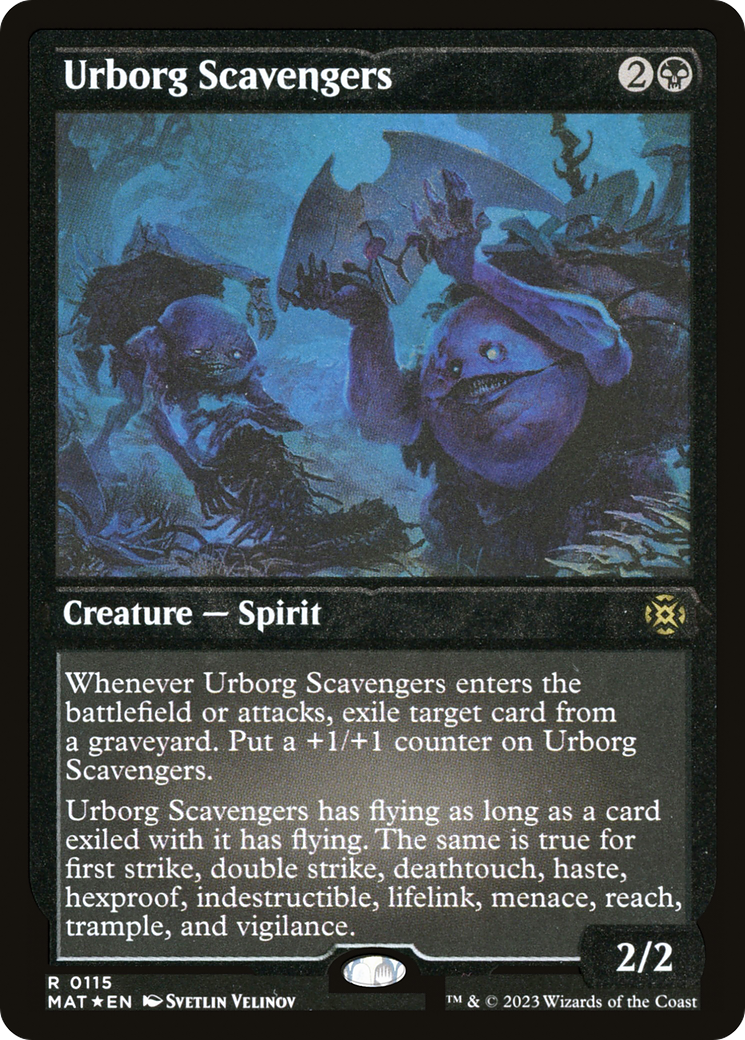 Urborg Scavengers 2
Creature — Spirit
Whenever Urborg Scavengers enters the
battlefield or attacks, exile target card from
a graveyard. Put a +1/+1 counter on Urborg
Scavengers.
Urborg Scavengers has flying as long as a card
exiled with it has flying. The same is true for
first strike, double strike, deathtouch, haste,
hexproof, indestructible, lifelink, menace, reach,
trample, and vigilance.
2/2
R 0115
MAT★EN Svetlin Velinov
™ & © 2023 Wizards of the Coast